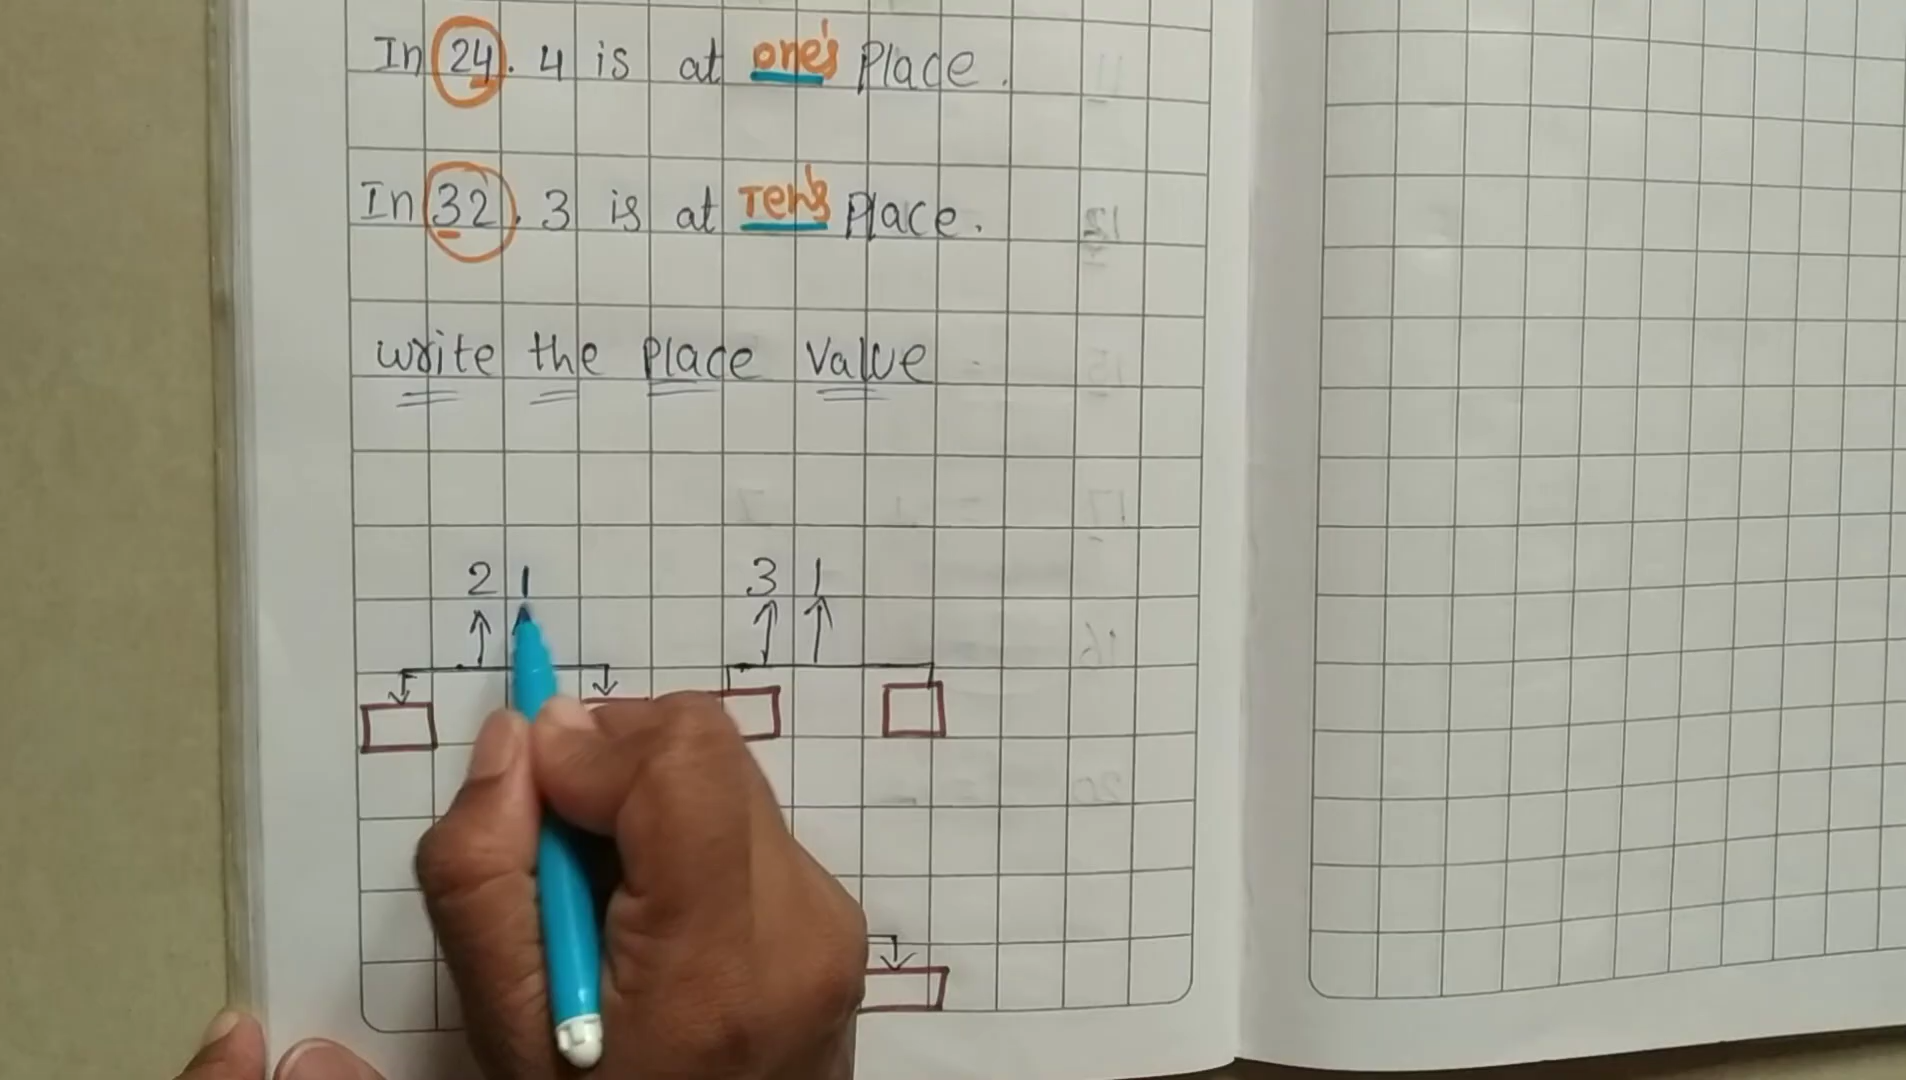 In 24. 4 is at one's Place.
In 32. 3 is at Ten's Place.
write the Place Value
2 1
3 1